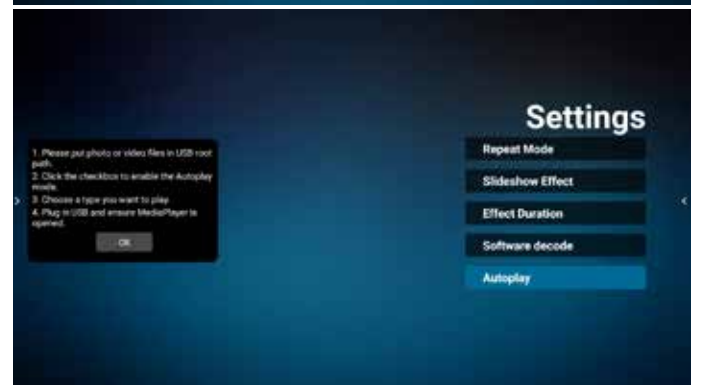 Settings
1. Please put photo or video files in USB root
path.
2. Click the checkbox to enable the Autoplay
mode.
3. Choose a type you want to play.
4. Plug in USB and ensure MediaPlayer is
opened.
OK
Repeat Mode
Slideshow Effect
Effect Duration
Software decode
Autoplay